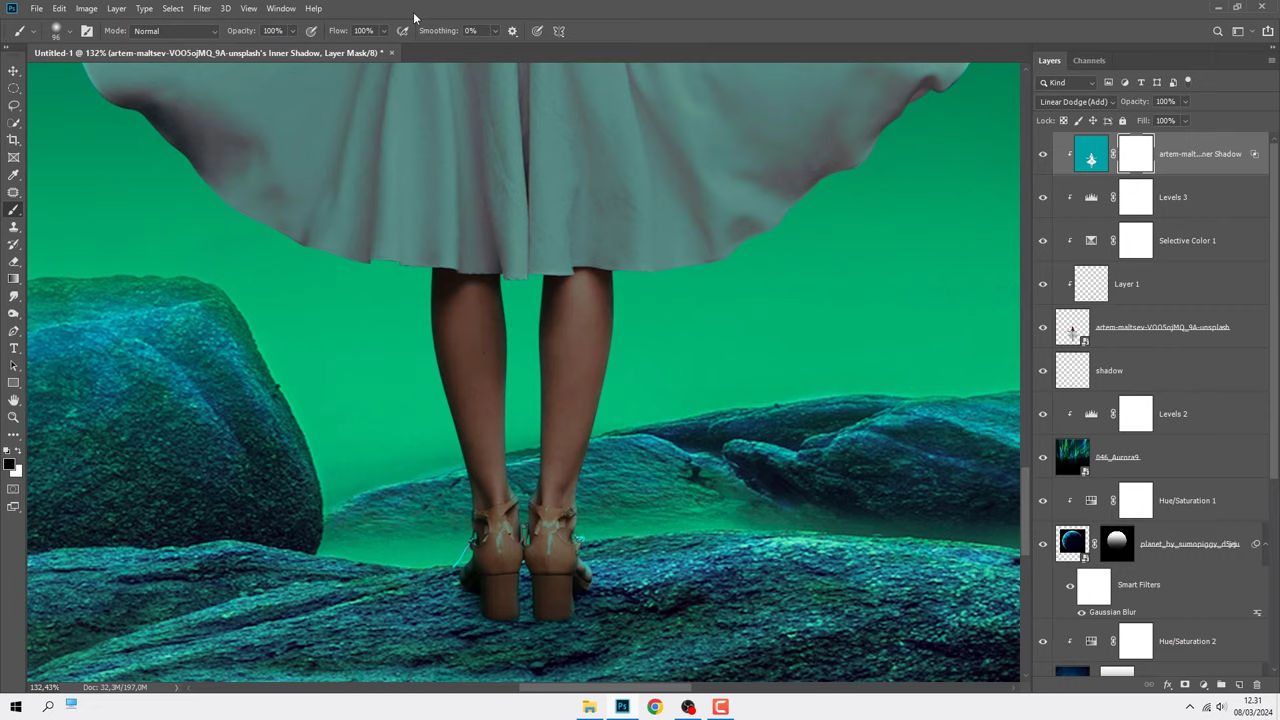 File Edit Image Layer Type Select Filter 3D View Window Help
96 Mode: Normal Opacity: 100% Flow: 100% Smoothing: 0%
Untitled-1 @ 132% (artem-maltsev-VOO5ojMQ_9A-unsplash's Inner Shadow, Layer Mask/8) *
Layers Channels
Kind
Linear Dodge (Add) Opacity: 100%
Lock: Fill: 100%
artem-malt...ner Shadow
Levels 3
Selective Color 1
Layer 1
artem-maltsev-VOO5ojMQ_9A-unsplash
shadow
Levels 2
046_Aurora9
Hue/Saturation 1
planet_by_sumopiggy
Smart Filters
Gaussian Blur
Hue/Saturation 2
132,43% Doc: 32,3M/197,0M
12.31
08/03/2024